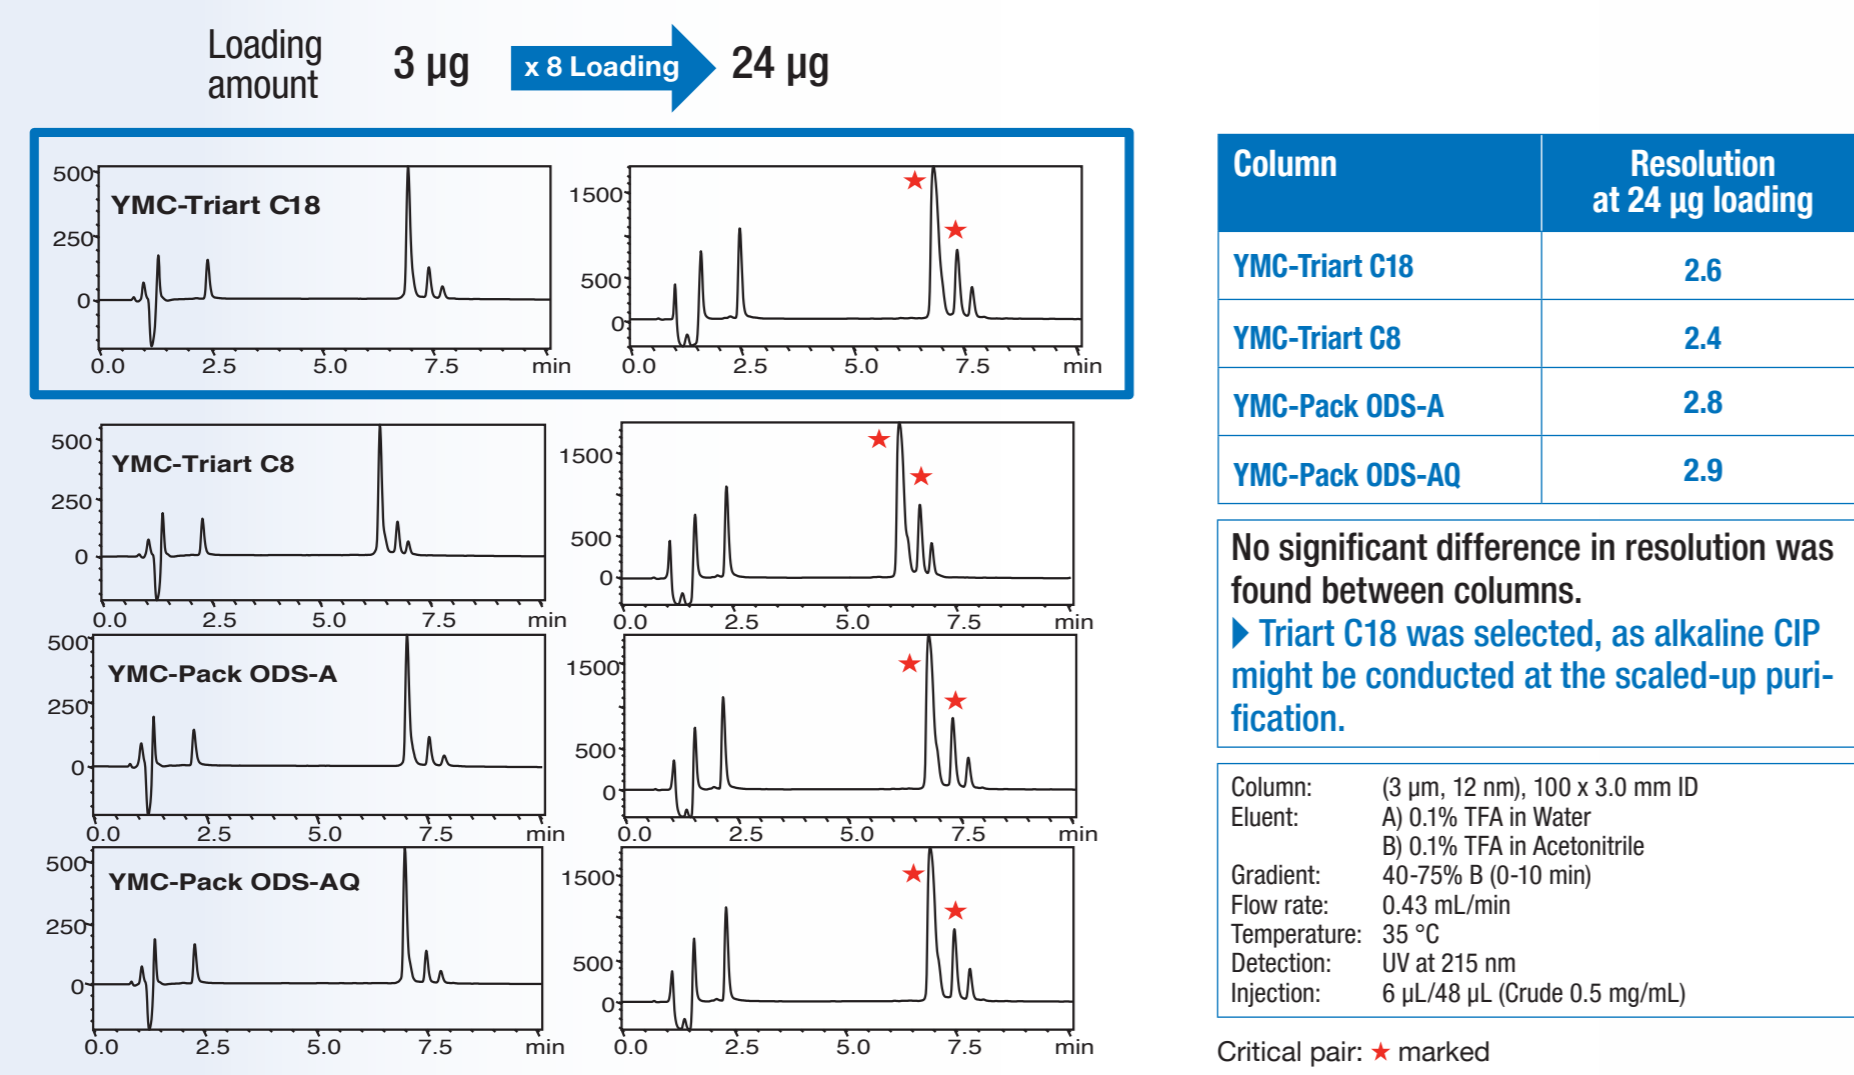 Loading
amount
3 µg
x 8 Loading
24 µg
500
250
0
YMC-Triart C18
0.0 2.5 5.0 7.5 min
1500
500
0
0.0 2.5 5.0 7.5 min
500
250
0
YMC-Triart C8
0.0 2.5 5.0 7.5 min
1500
500
0
0.0 2.5 5.0 7.5 min
500
250
0
YMC-Pack ODS-A
0.0 2.5 5.0 7.5 min
1500
500
0
0.0 2.5 5.0 7.5 min
500
250
0
YMC-Pack ODS-AQ
0.0 2.5 5.0 7.5 min
1500
500
0
0.0 2.5 5.0 7.5 min
Column Resolution
at 24 µg loading
YMC-Triart C18 2.6
YMC-Triart C8 2.4
YMC-Pack ODS-A 2.8
YMC-Pack ODS-AQ 2.9
No significant difference in resolution was
found between columns.
▶ Triart C18 was selected, as alkaline CIP
might be conducted at the scaled-up puri-
fication.
Column: (3 µm, 12 nm), 100 x 3.0 mm ID
Eluent: A) 0.1% TFA in Water
B) 0.1% TFA in Acetonitrile
Gradient: 40-75% B (0-10 min)
Flow rate: 0.43 mL/min
Temperature: 35 °C
Detection: UV at 215 nm
Injection: 6 µL/48 µL (Crude 0.5 mg/mL)
Critical pair: ★ marked